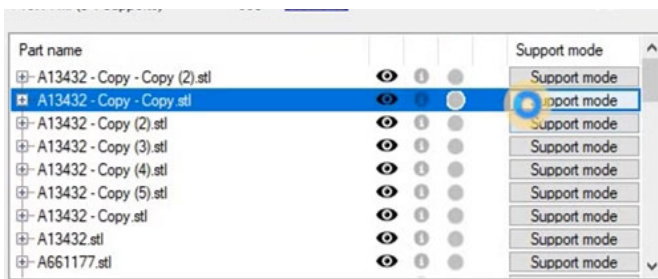 Part name Support mode
A13432 - Copy - Copy (2).stl Support mode
A13432 - Copy - Copy.stl Support mode
A13432 - Copy (2).stl Support mode
A13432 - Copy (3).stl Support mode
A13432 - Copy (4).stl Support mode
A13432 - Copy (5).stl Support mode
A13432 - Copy.stl Support mode
A13432.stl Support mode
A661177.stl Support mode